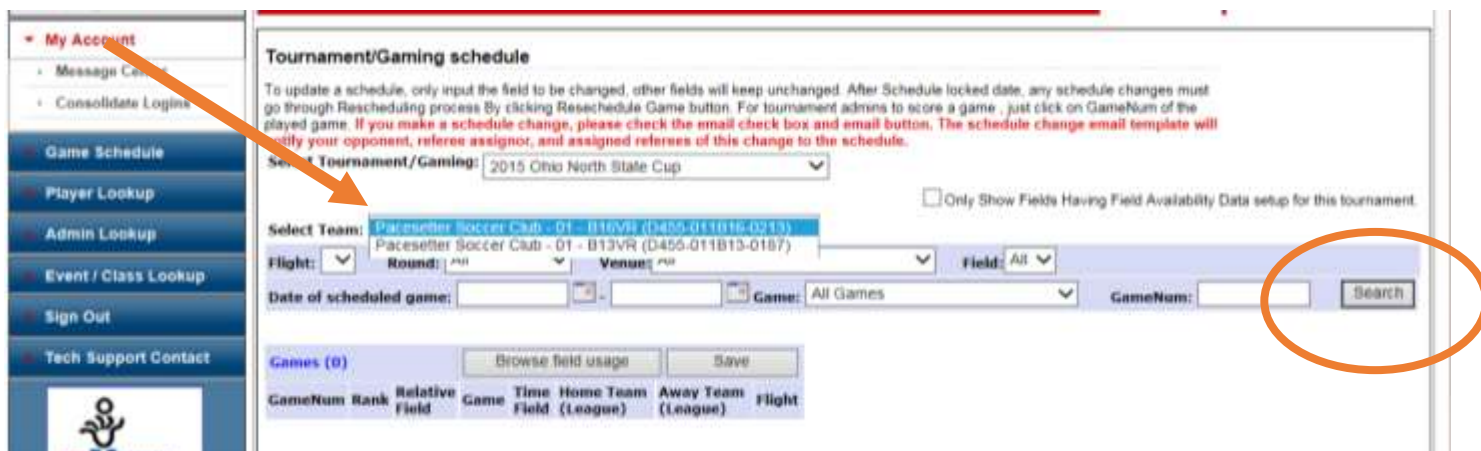 My Account
Message Center
Consolidate Logins
Game Schedule
Player Lookup
Admin Lookup
Event / Class Lookup
Sign Out
Tech Support Contact
Tournament/Gaming schedule
To update a schedule, only input the field to be changed, other fields will keep unchanged. After Schedule locked date, any schedule changes must
go through Rescheduling process By clicking Resechedule Game button. For tournament admins to score a game , just click on GameNum of the
played game. If you make a schedule change, please check the email check box and email button. The schedule change email template will
notify your opponent, referee assignor, and assigned referees of this change to the schedule.
Select Tournament/Gaming: 2015 Ohio North State Cup
Only Show Fields Having Field Availability Data setup for this tournament.
Select Team: Pacesetter Soccer Club - 01 - B16VR (D455-011B16-0213)
Pacesetter Soccer Club - 01 - B13VR (D455-011B13-0187)
Flight: Round: All Venue: All Field: All
Date of scheduled game: - Game: All Games GameNum: Search
Games (0) Browse field usage Save
GameNum Rank Relative Field Game Time Field Home Team (League) Away Team (League) Flight